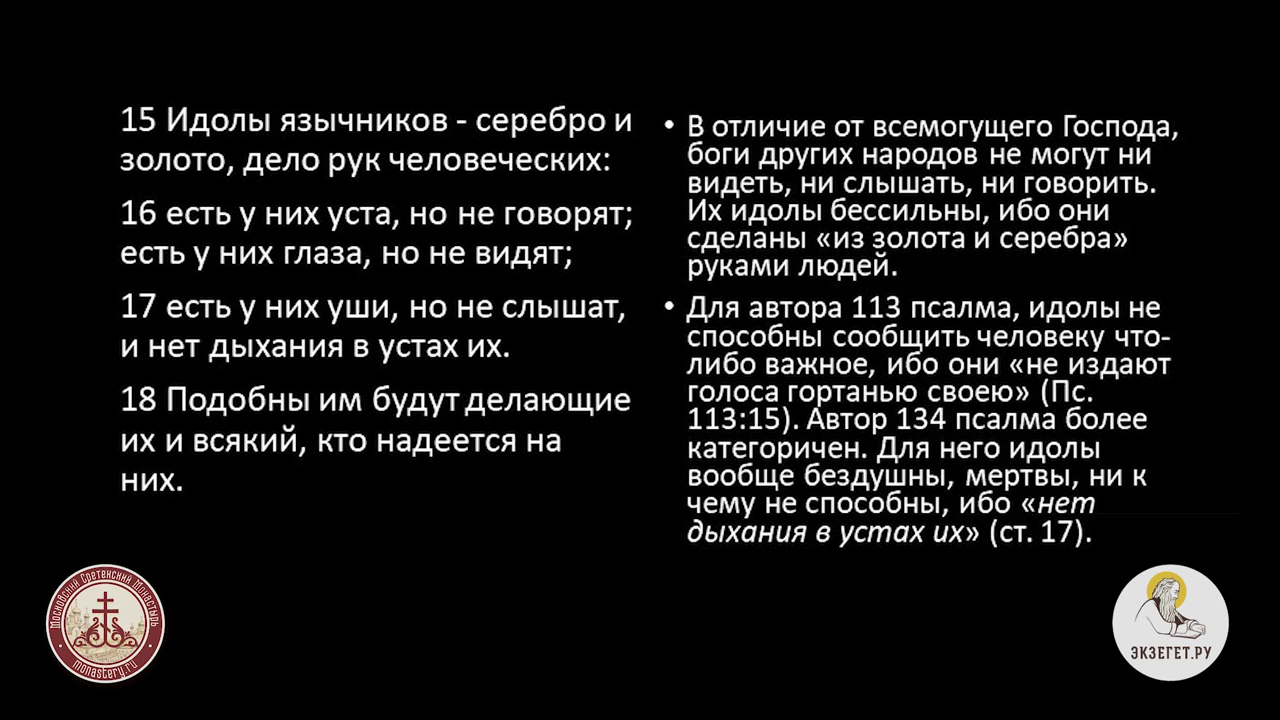 15 Идолы язычников - серебро и
золото, дело рук человеческих:
16 есть у них уста, но не говорят;
есть у них глаза, но не видят;
17 есть у них уши, но не слышат,
и нет дыхания в устах их.
18 Подобны им будут делающие
их и всякий, кто надеется на
них.
• В отличие от всемогущего Господа,
боги других народов не могут ни
видеть, ни слышать, ни говорить.
Их идолы бессильны, ибо они
сделаны «из золота и серебра»
руками людей.
• Для автора 113 псалма, идолы не
способны сообщить человеку что-
либо важное, ибо они «не издают
голоса гортанью своею» (Пс.
113:15). Автор 134 псалма более
категоричен. Для него идолы
вообще бездушны, мертвы, ни к
чему не способны, ибо «нет
дыхания в устах их» (ст. 17).
Московский Сретенский Монастырь
monastery.ru
ЭКЗЕГЕТ.РУ